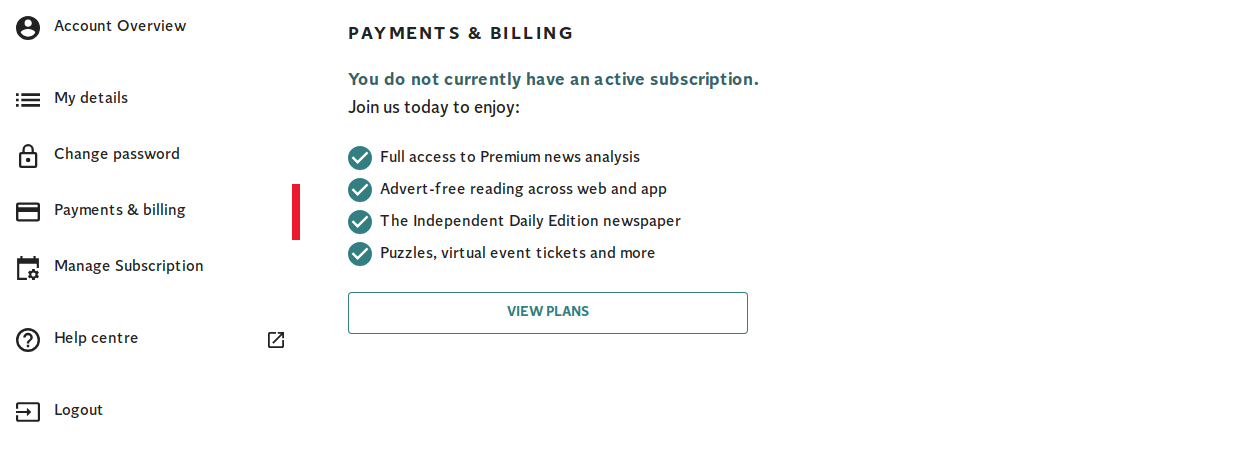 Account Overview
My details
Change password
Payments & billing
Manage Subscription
Help centre
Logout
PAYMENTS & BILLING
You do not currently have an active subscription.
Join us today to enjoy:
Full access to Premium news analysis
Advert-free reading across web and app
The Independent Daily Edition newspaper
Puzzles, virtual event tickets and more
VIEW PLANS